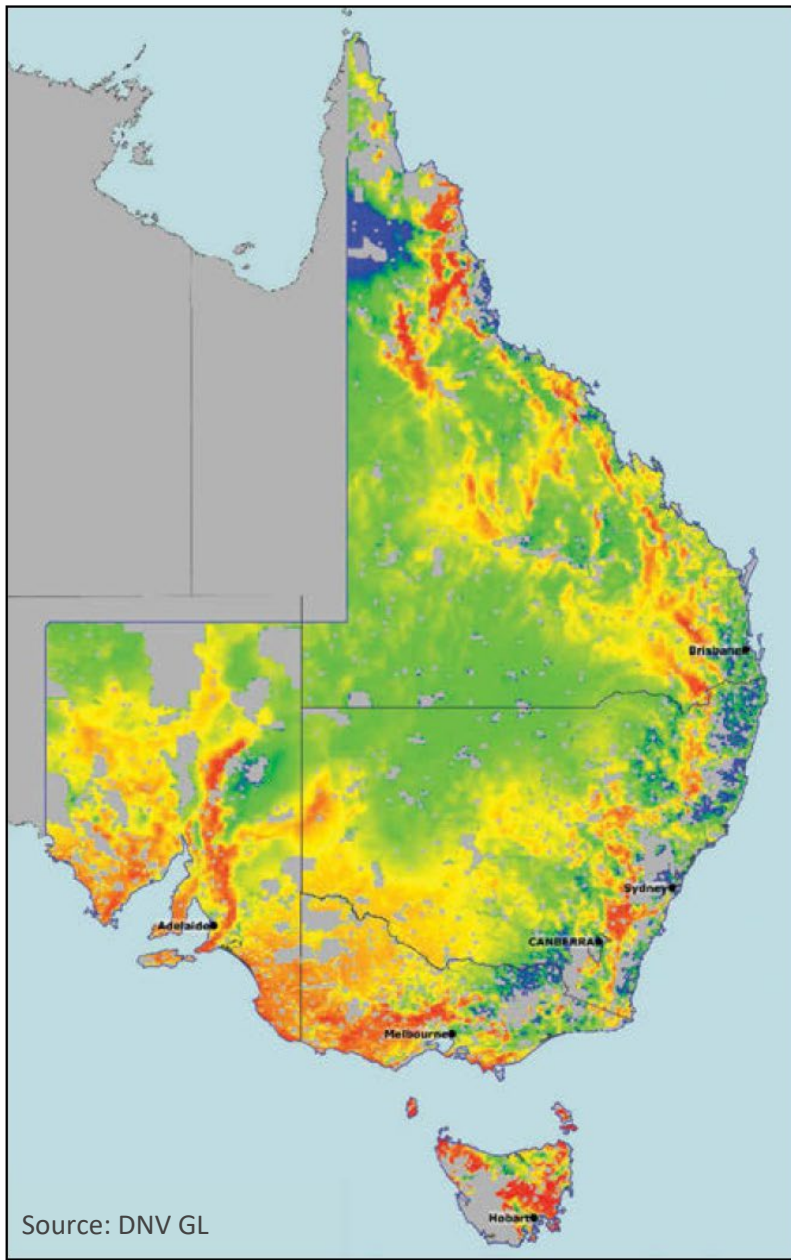 Brisbane
Sydney
Adelaide
CANBERRA
Melbourne
Hobart
Source: DNV GL